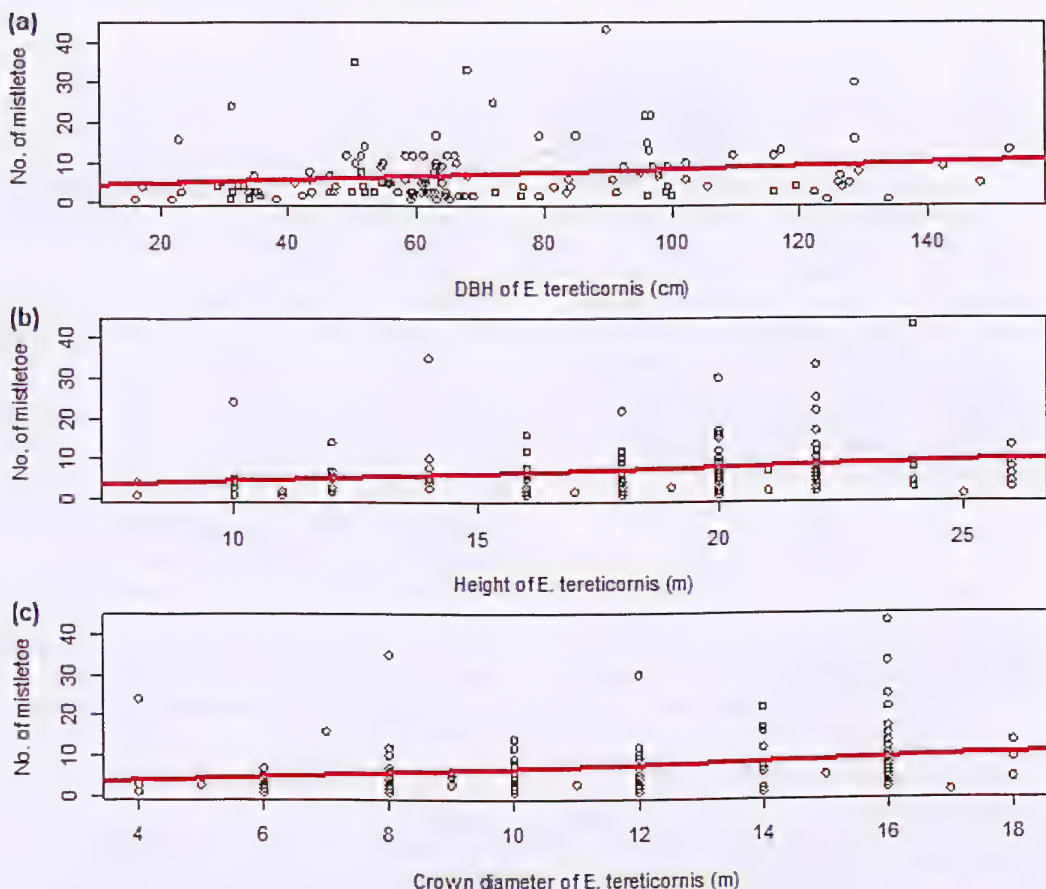 (a)
No. of mistletoe
0 10 20 30 40
20 40 60 80 100 120 140
DBH of E. tereticornis (cm)
(b)
No. of mistletoe
0 10 20 30 40
10 15 20 25
Height of E. tereticornis (m)
(c)
No. of mistletoe
0 10 20 30 40
4 6 8 10 12 14 16 18
Crown diameter of E. tereticornis (m)